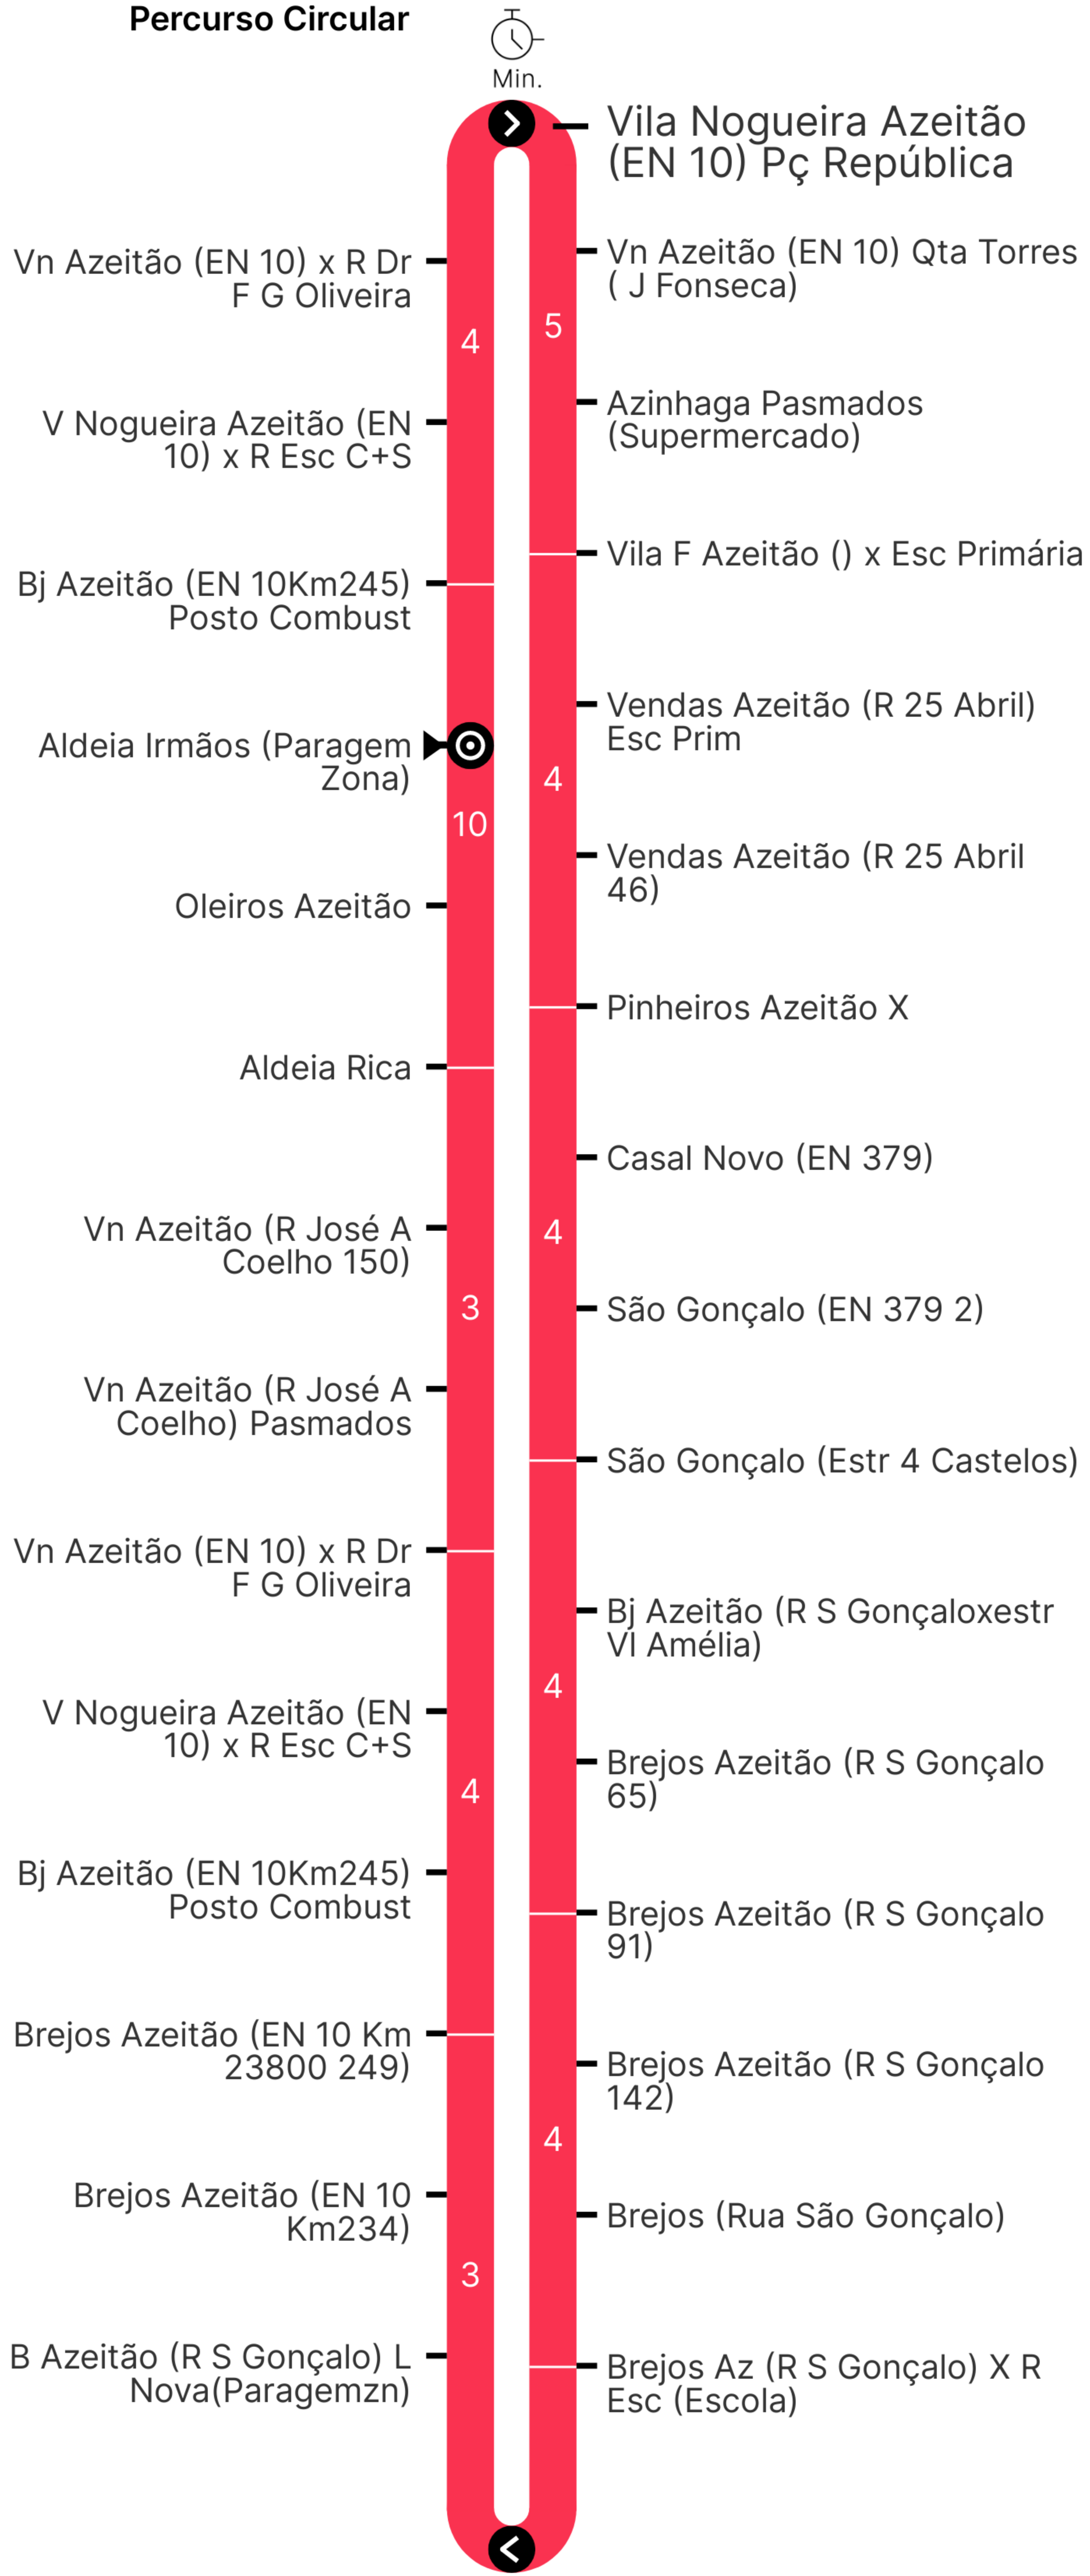 Percurso Circular
Min.
Vila Nogueira Azeitão
(EN 10) Pç República
Vn Azeitão (EN 10) Qta Torres
( J Fonseca)
5
Azinhaga Pasmados
(Supermercado)
Vila F Azeitão () x Esc Primária
Vendas Azeitão (R 25 Abril)
Esc Prim
4
Vendas Azeitão (R 25 Abril
46)
Pinheiros Azeitão X
Casal Novo (EN 379)
4
São Gonçalo (EN 379 2)
São Gonçalo (Estr 4 Castelos)
Bj Azeitão (R S Gonçaloxestr
Vl Amélia)
4
Brejos Azeitão (R S Gonçalo
65)
Brejos Azeitão (R S Gonçalo
91)
Brejos Azeitão (R S Gonçalo
142)
4
Brejos (Rua São Gonçalo)
Brejos Az (R S Gonçalo) X R
Esc (Escola)
Vn Azeitão (EN 10) x R Dr
F G Oliveira
4
V Nogueira Azeitão (EN
10) x R Esc C+S
Bj Azeitão (EN 10Km245)
Posto Combust
Aldeia Irmãos (Paragem
Zona)
10
Oleiros Azeitão
Aldeia Rica
Vn Azeitão (R José A
Coelho 150)
3
Vn Azeitão (R José A
Coelho) Pasmados
Vn Azeitão (EN 10) x R Dr
F G Oliveira
V Nogueira Azeitão (EN
10) x R Esc C+S
4
Bj Azeitão (EN 10Km245)
Posto Combust
Brejos Azeitão (EN 10 Km
23800 249)
Brejos Azeitão (EN 10
Km234)
3
B Azeitão (R S Gonçalo) L
Nova(Paragemzn)